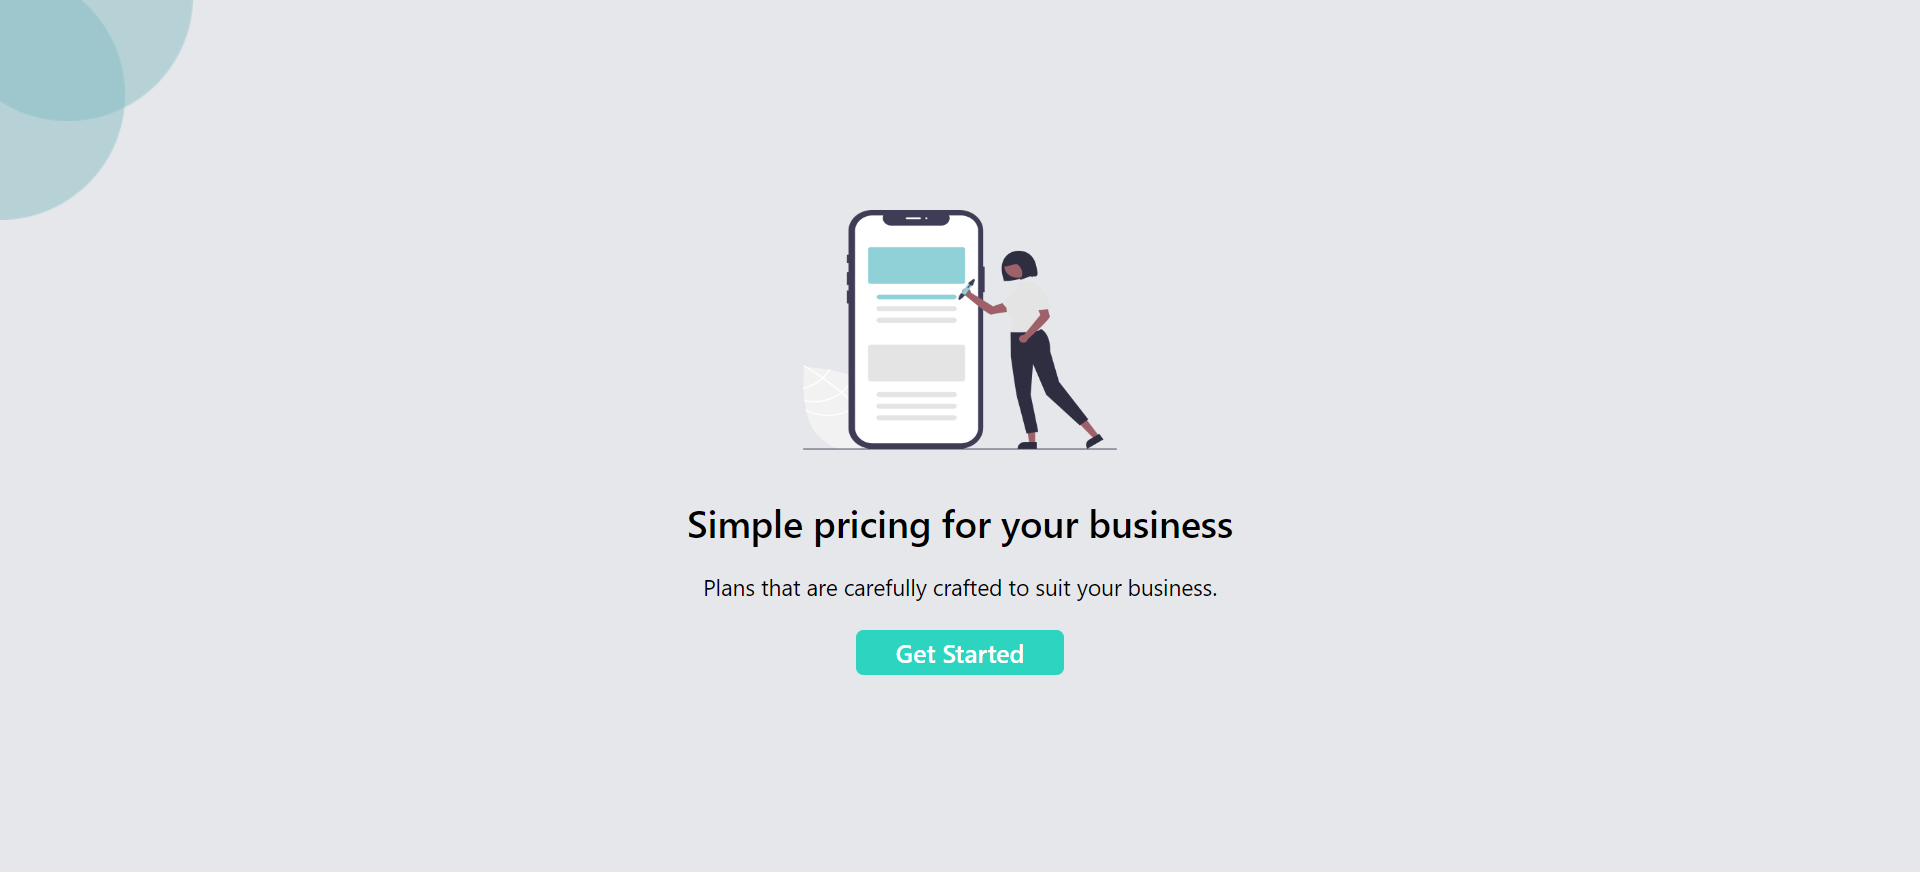 Simple pricing for your business
Plans that are carefully crafted to suit your business.
Get Started